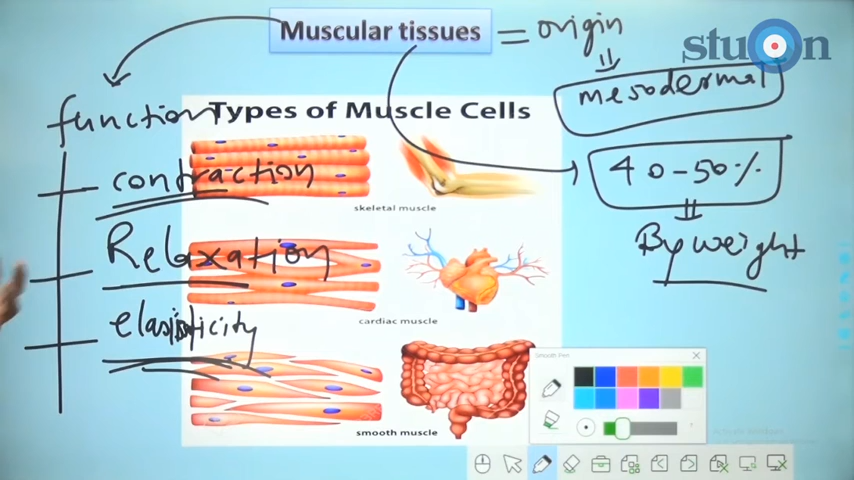 Muscular tissues = origin
stuOn
mesodermal
function
Types of Muscle Cells
40-50%
contraction
skeletal muscle
By weight
Relaxation
cardiac muscle
elasticity
Smooth Pen
smooth muscle